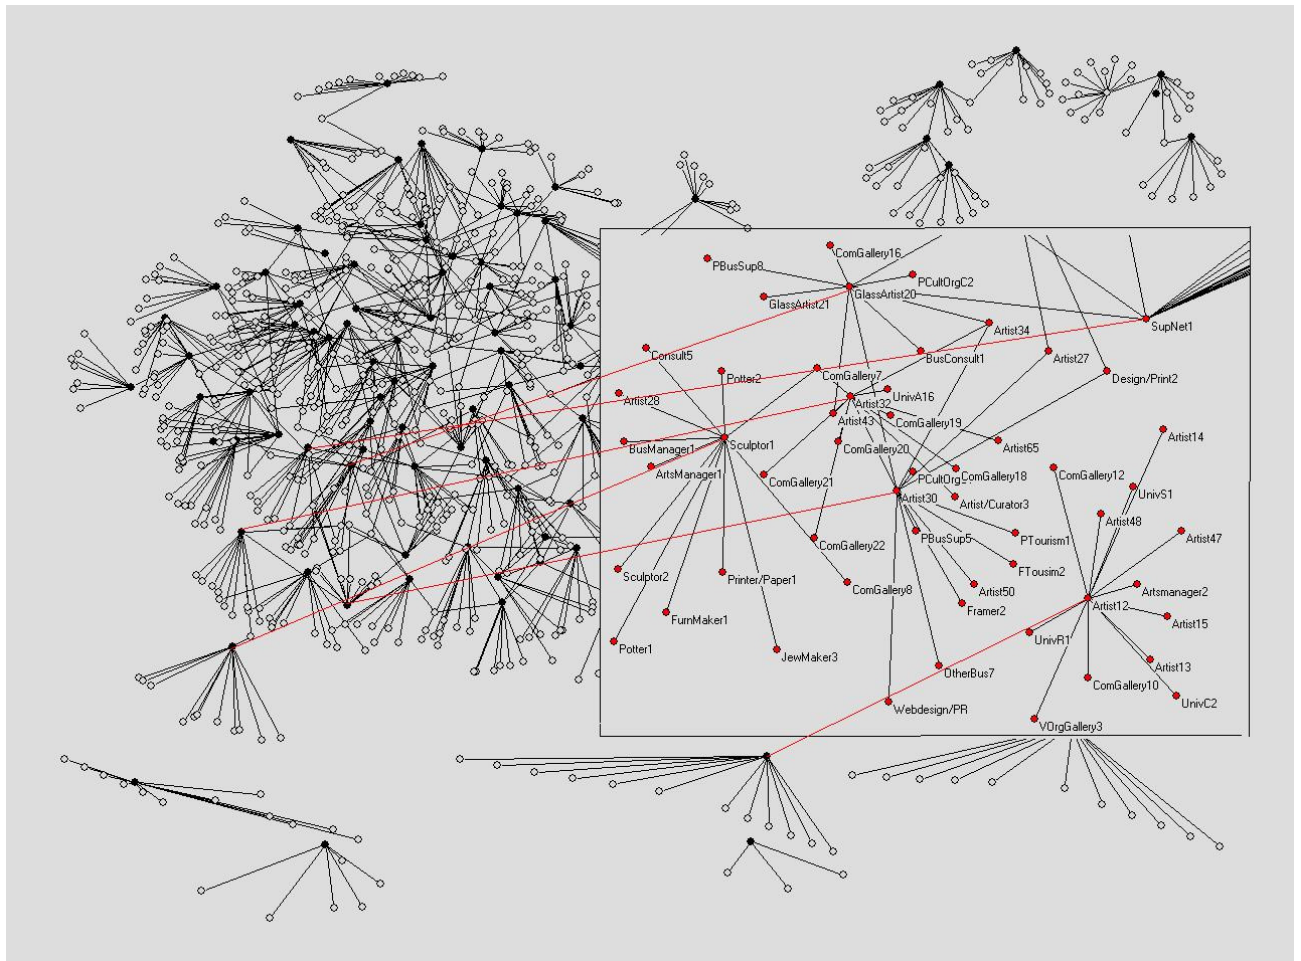 ComGallery16
PBusSup8
PCultOrgC2
GlassArtist20
GlassArtist21
SupNet1
Artist34
Consult5
BusConsult1
Artist27
Potter2
ComGallery7
Design/Print2
Artist28
UnivA16
Artist32
Artist43
ComGallery19
Artist14
BusManager1
Sculptor1
ComGallery20
Artist65
ArtsManager1
ComGallery21
ComGallery18
ComGallery12
Artist30
UnivS1
Artist/Curator3
Artist48
PBusSup5
PTourism1
Artist47
ComGallery22
Sculptor2
Printer/Paper1
ComGallery8
FTousim2
Artist50
Artsmanager2
Framer2
Artist12
FurnMaker1
Artist15
UnivR1
Potter1
JewMaker3
OtherBus7
Artist13
ComGallery10
UnivC2
Webdesign/PR
VOrgGallery3